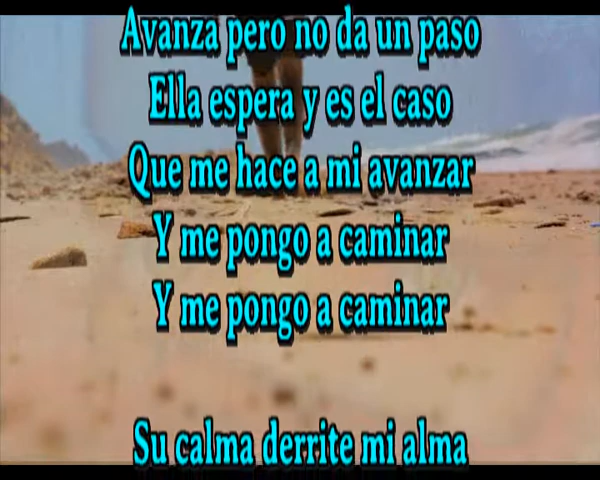 Avanza pero no da un paso
Ella espera y es el caso
Que me hace a mi avanzar
Y me pongo a caminar
Y me pongo a caminar
Su calma derrite mi alma